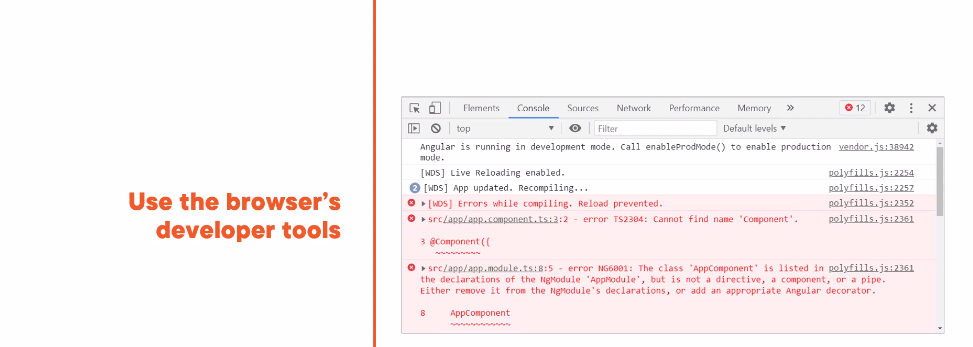 Use the browser's
developer tools
Elements Console Sources Network Performance Memory » 12
top Filter Default levels
Angular is running in development mode. Call enableProdMode() to enable production vendor.js:38942
mode.
[WDS] Live Reloading enabled. polyfills.js:2254
2 [WDS] App updated. Recompiling... polyfills.js:2257
[WDS] Errors while compiling. Reload prevented. polyfills.js:2352
src/app/app.component.ts:3:2 - error TS2304: Cannot find name 'Component'. polyfills.js:2361
3 @Component({
~~~~~~~~~
src/app/app.module.ts:8:5 - error NG6001: The class 'AppComponent' is listed in polyfills.js:2361
the declarations of the NgModule 'AppModule', but is not a directive, a component, or a pipe.
Either remove it from the NgModule's declarations, or add an appropriate Angular decorator.
8 AppComponent
~~~~~~~~~~~~